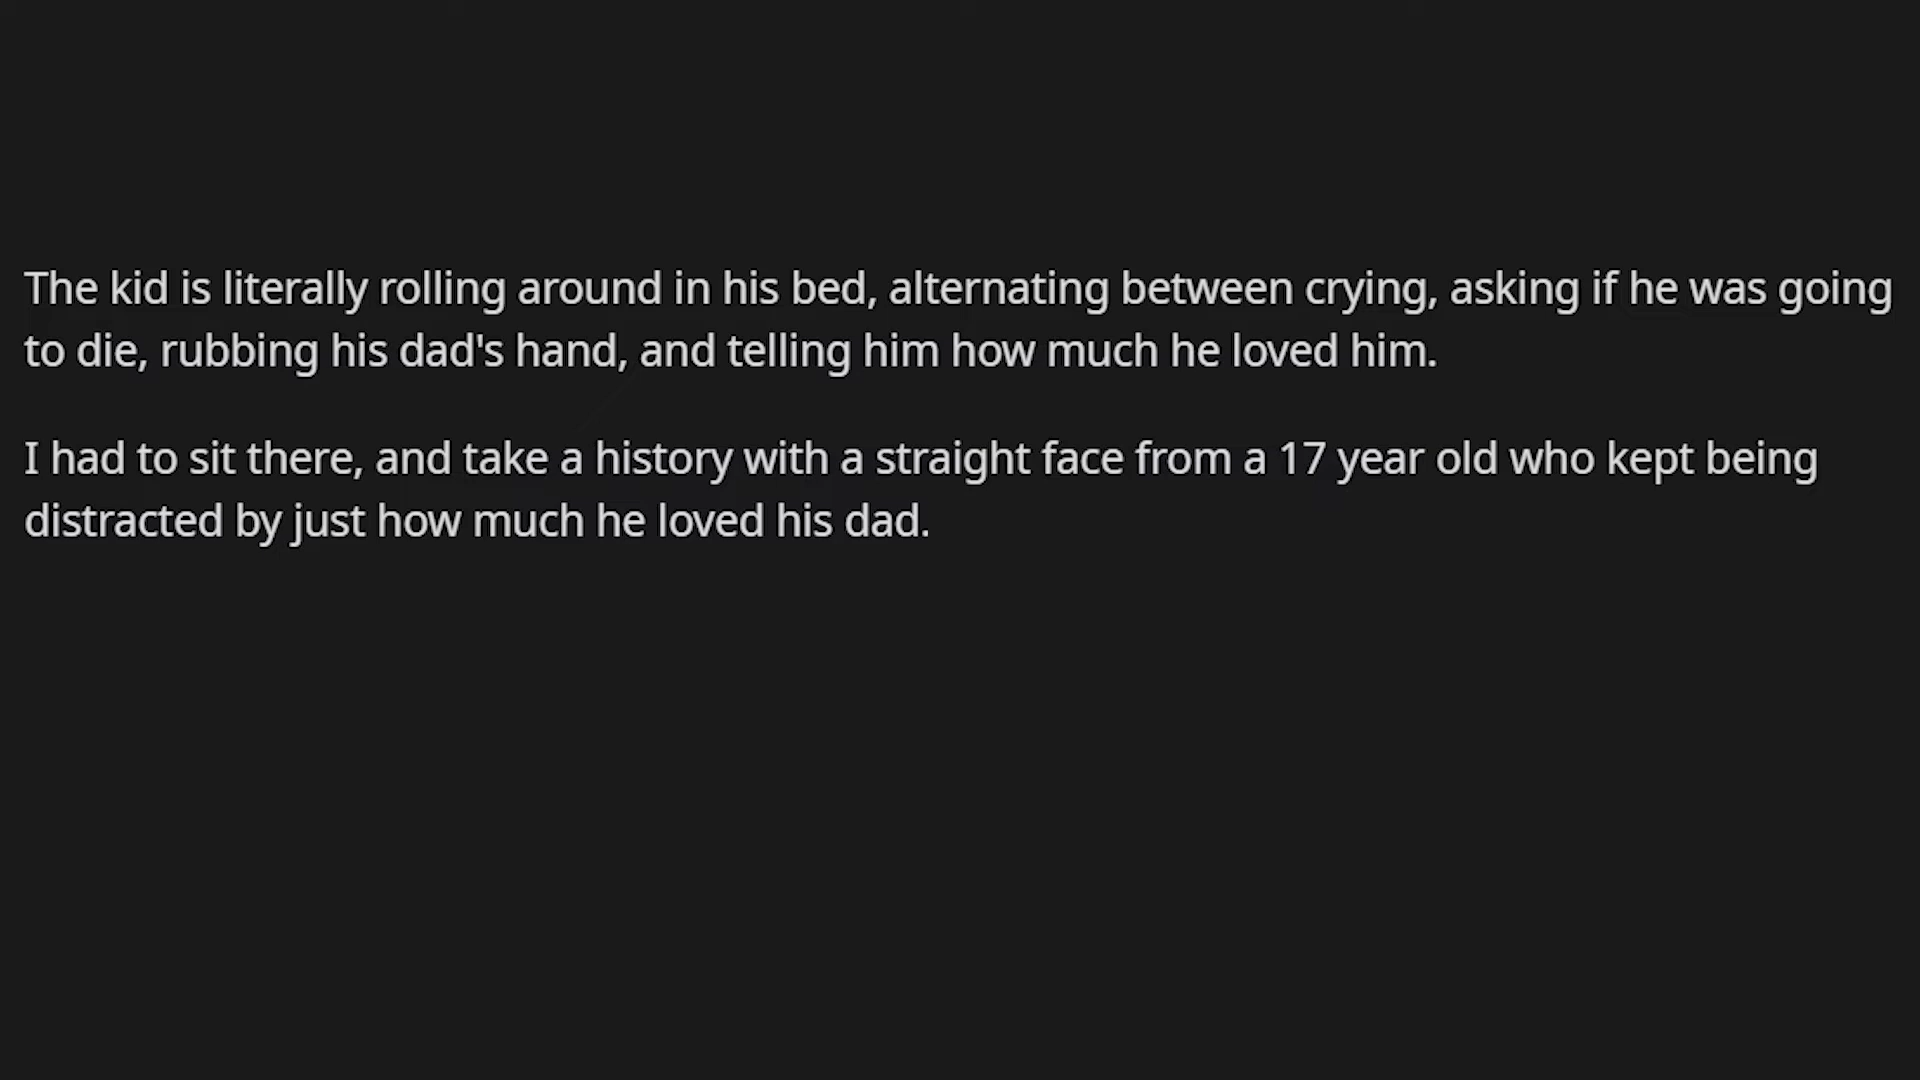 The kid is literally rolling around in his bed, alternating between crying, asking if he was going
to die, rubbing his dad's hand, and telling him how much he loved him.
I had to sit there, and take a history with a straight face from a 17 year old who kept being
distracted by just how much he loved his dad.